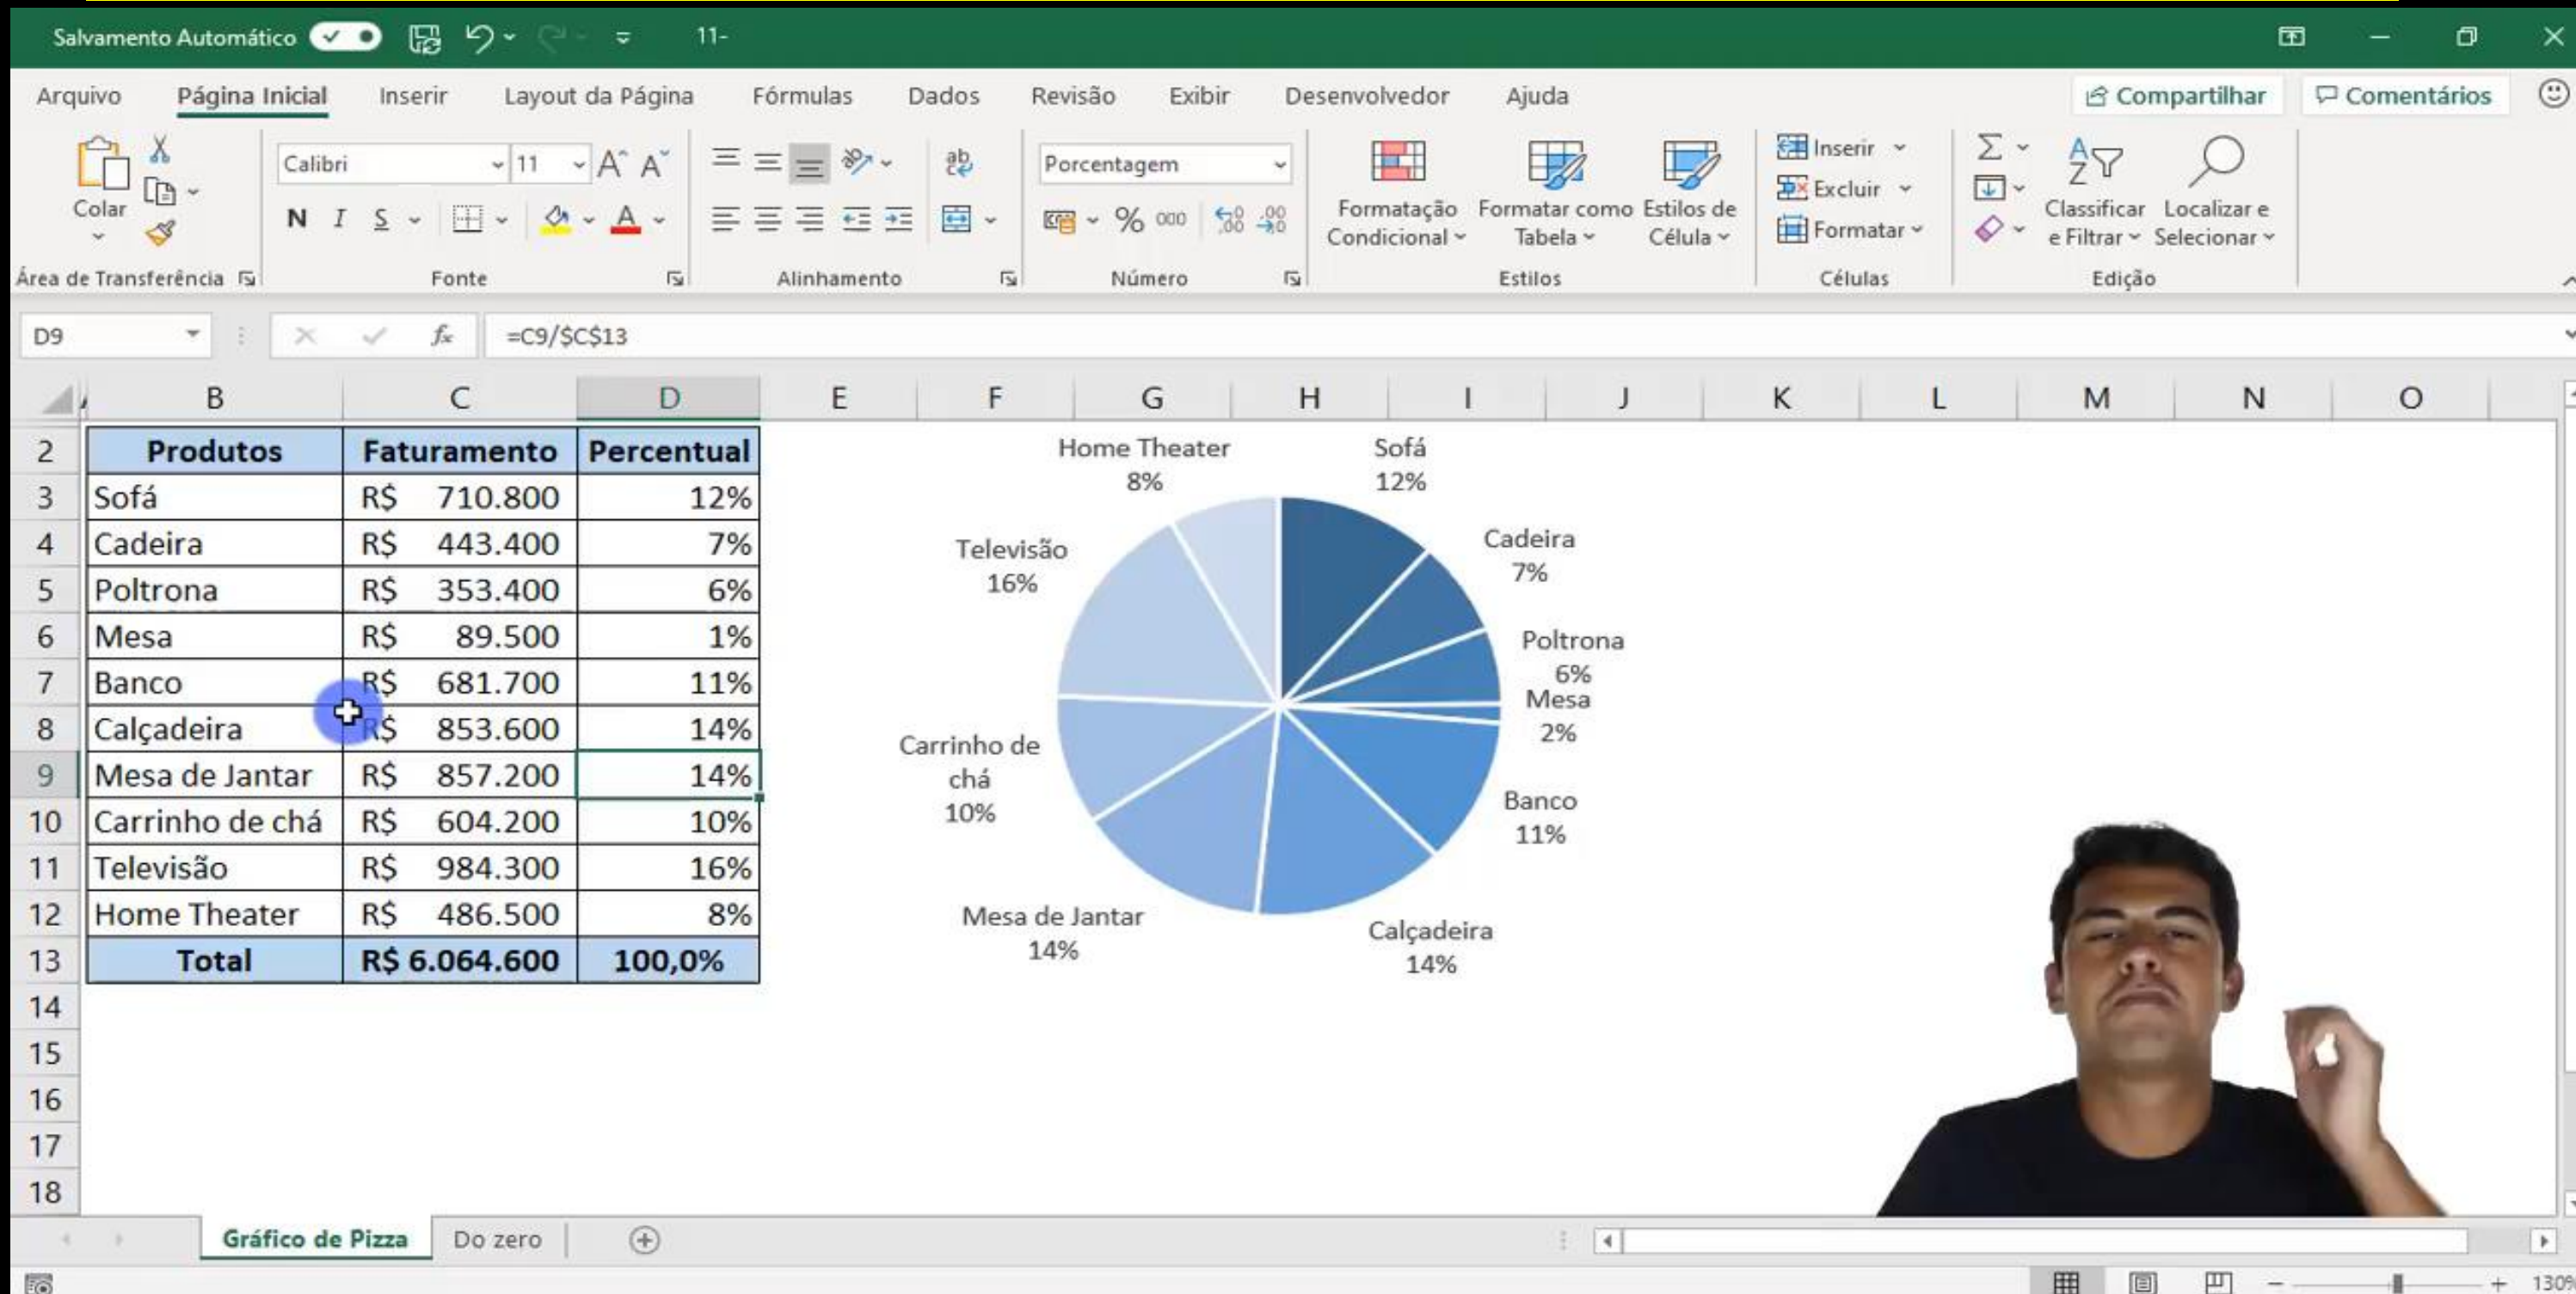 Salvamento Automático 11-
Arquivo Página Inicial Inserir Layout da Página Fórmulas Dados Revisão Exibir Desenvolvedor Ajuda Compartilhar Comentários
Colar
Área de Transferência
Calibri 11
N I S
Fonte
Alinhamento
Porcentagem
% 000
Número
Formatação Condicional
Formatar como Tabela
Estilos de Célula
Estilos
Inserir
Excluir
Formatar
Células
Classificar e Filtrar
Localizar e Selecionar
Edição
D9 fx =C9/$C$13
B C D E F G H I J K L M N O
2 Produtos Faturamento Percentual
3 Sofá R$ 710.800 12%
4 Cadeira R$ 443.400 7%
5 Poltrona R$ 353.400 6%
6 Mesa R$ 89.500 1%
7 Banco R$ 681.700 11%
8 Calçadeira R$ 853.600 14%
9 Mesa de Jantar R$ 857.200 14%
10 Carrinho de chá R$ 604.200 10%
11 Televisão R$ 984.300 16%
12 Home Theater R$ 486.500 8%
13 Total R$ 6.064.600 100,0%
14
15
16
17
18
Home Theater
8%
Sofá
12%
Cadeira
7%
Televisão
16%
Poltrona
6%
Mesa
2%
Carrinho de
chá
10%
Banco
11%
Mesa de Jantar
14%
Calçadeira
14%
Gráfico de Pizza Do zero
130%